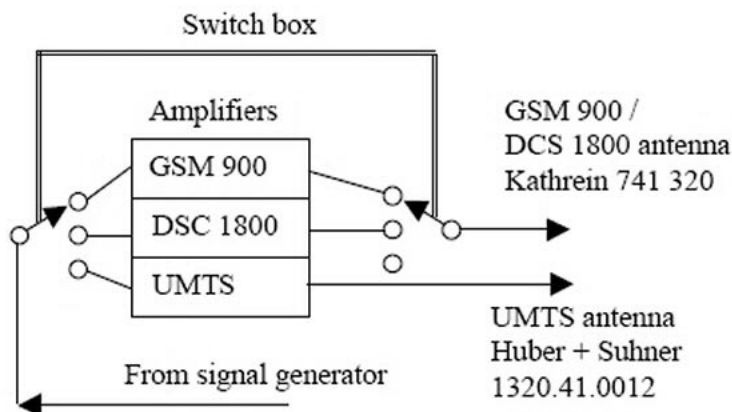 Switch box
Amplifiers
GSM 900
DSC 1800
UMTS
GSM 900 /
DCS 1800 antenna
Kathrein 741 320
UMTS antenna
Huber + Suhner
1320.41.0012
From signal generator